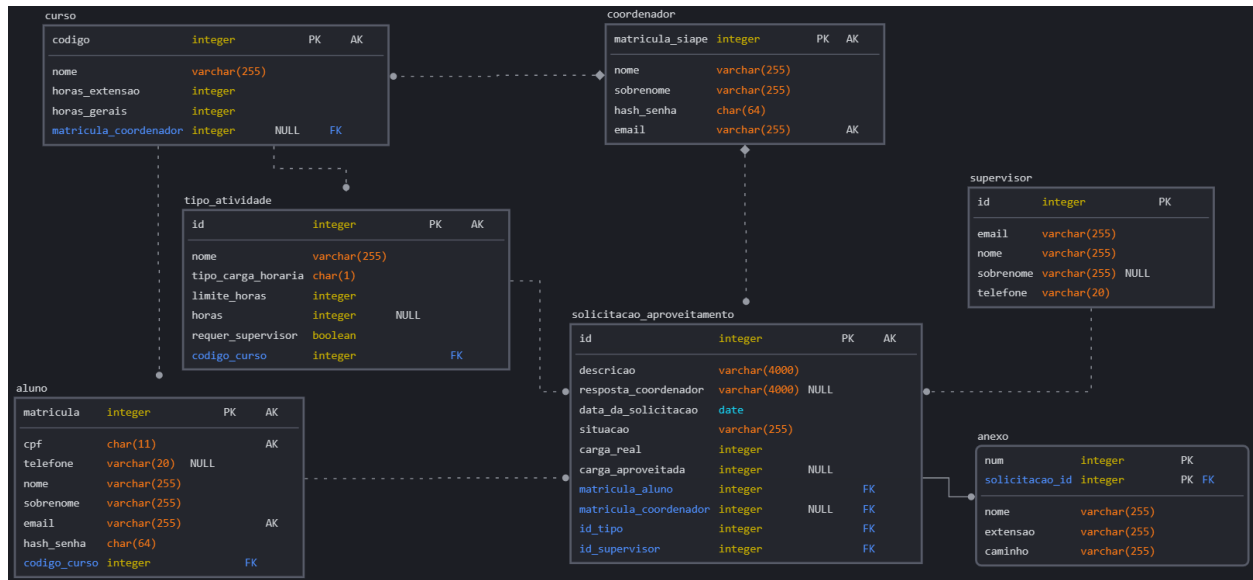 curso
codigo integer PK AK
nome varchar(255)
horas_extensao integer
horas_gerais integer
matricula_coordenador integer NULL FK
coordenador
matricula_siape integer PK AK
nome varchar(255)
sobrenome varchar(255)
hash_senha char(64)
email varchar(255) AK
tipo_atividade
id integer PK AK
nome varchar(255)
tipo_carga_horaria char(1)
limite_horas integer
horas integer NULL
requer_supervisor boolean
codigo_curso integer FK
supervisor
id integer PK
email varchar(255)
nome varchar(255)
sobrenome varchar(255) NULL
telefone varchar(20)
solicitacao_aproveitamento
id integer PK AK
descricao varchar(4000)
resposta_coordenador varchar(4000) NULL
data_da_solicitacao date
situacao varchar(255)
carga_real integer
carga_aproveitada integer NULL
matricula_aluno integer FK
matricula_coordenador integer NULL FK
id_tipo integer FK
id_supervisor integer FK
aluno
matricula integer PK AK
cpf char(11) AK
telefone varchar(20) NULL
nome varchar(255)
sobrenome varchar(255)
email varchar(255) AK
hash_senha char(64)
codigo_curso integer FK
anexo
num integer PK
solicitacao_id integer PK FK
nome varchar(255)
extensao varchar(255)
caminho varchar(255)